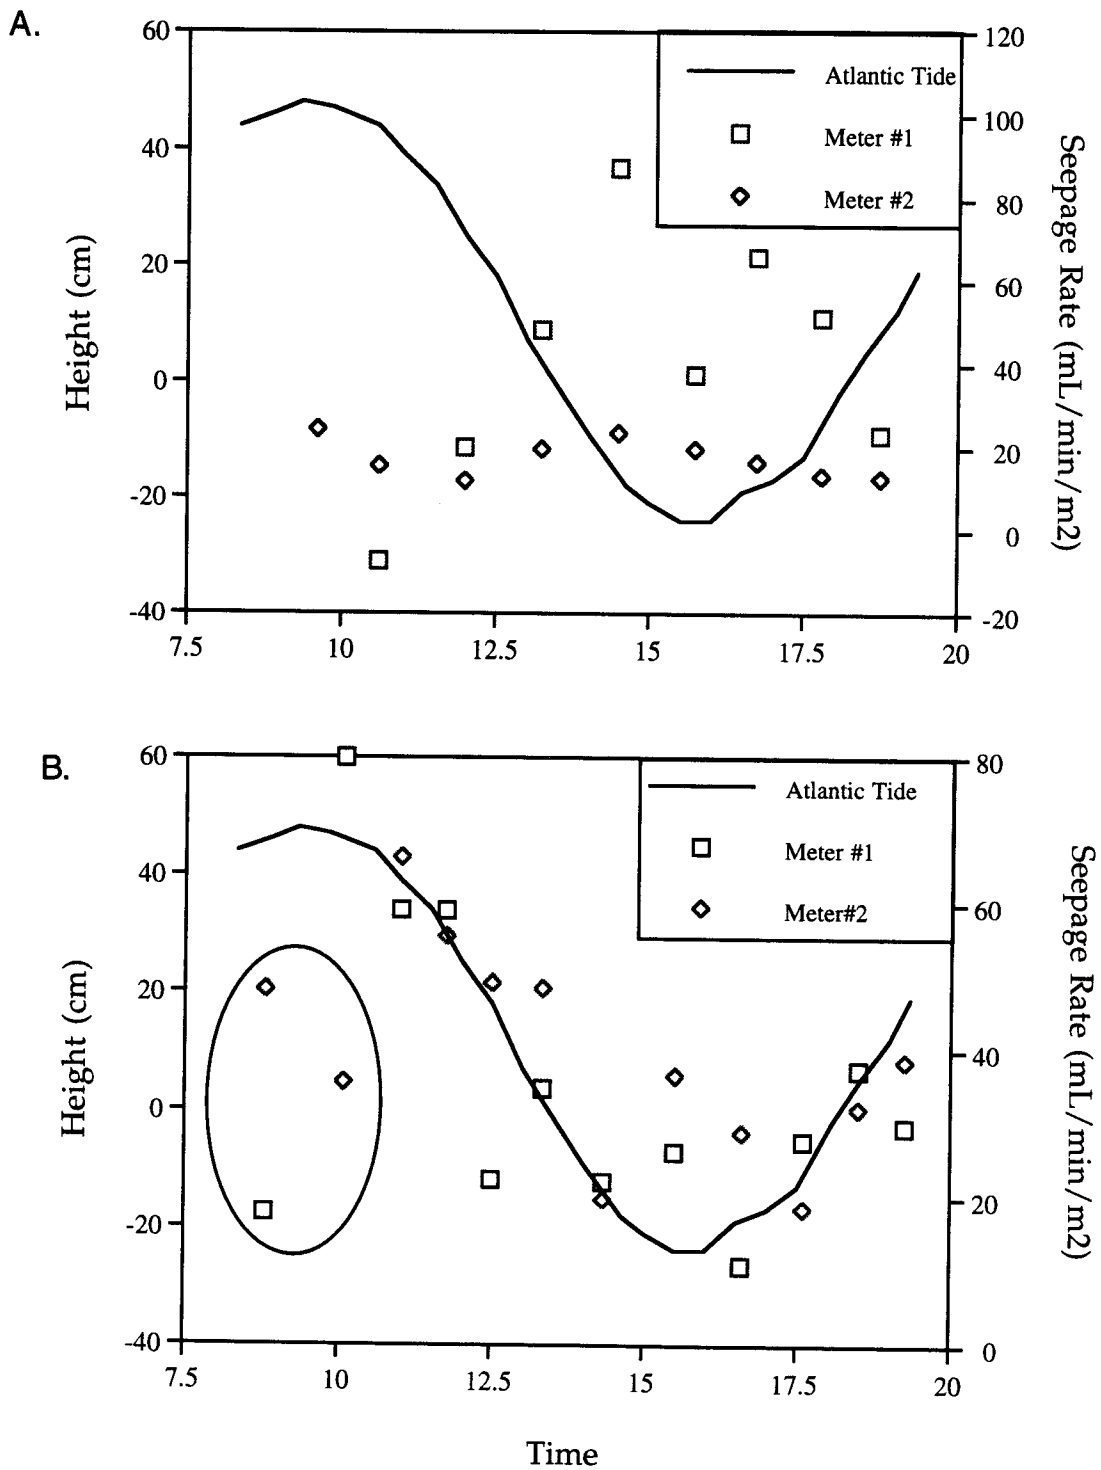 A.
60
40
20
0
-20
-40
Height (cm)
7.5
10
12.5
15
17.5
20
120
100
80
60
40
20
0
-20
Seepage Rate (mL/min/m2)
Atlantic Tide
Meter #1
Meter #2
B.
60
40
20
0
-20
-40
Height (cm)
7.5
10
12.5
15
17.5
20
80
60
40
20
0
Seepage Rate (mL/min/m2)
Atlantic Tide
Meter #1
Meter#2
Time